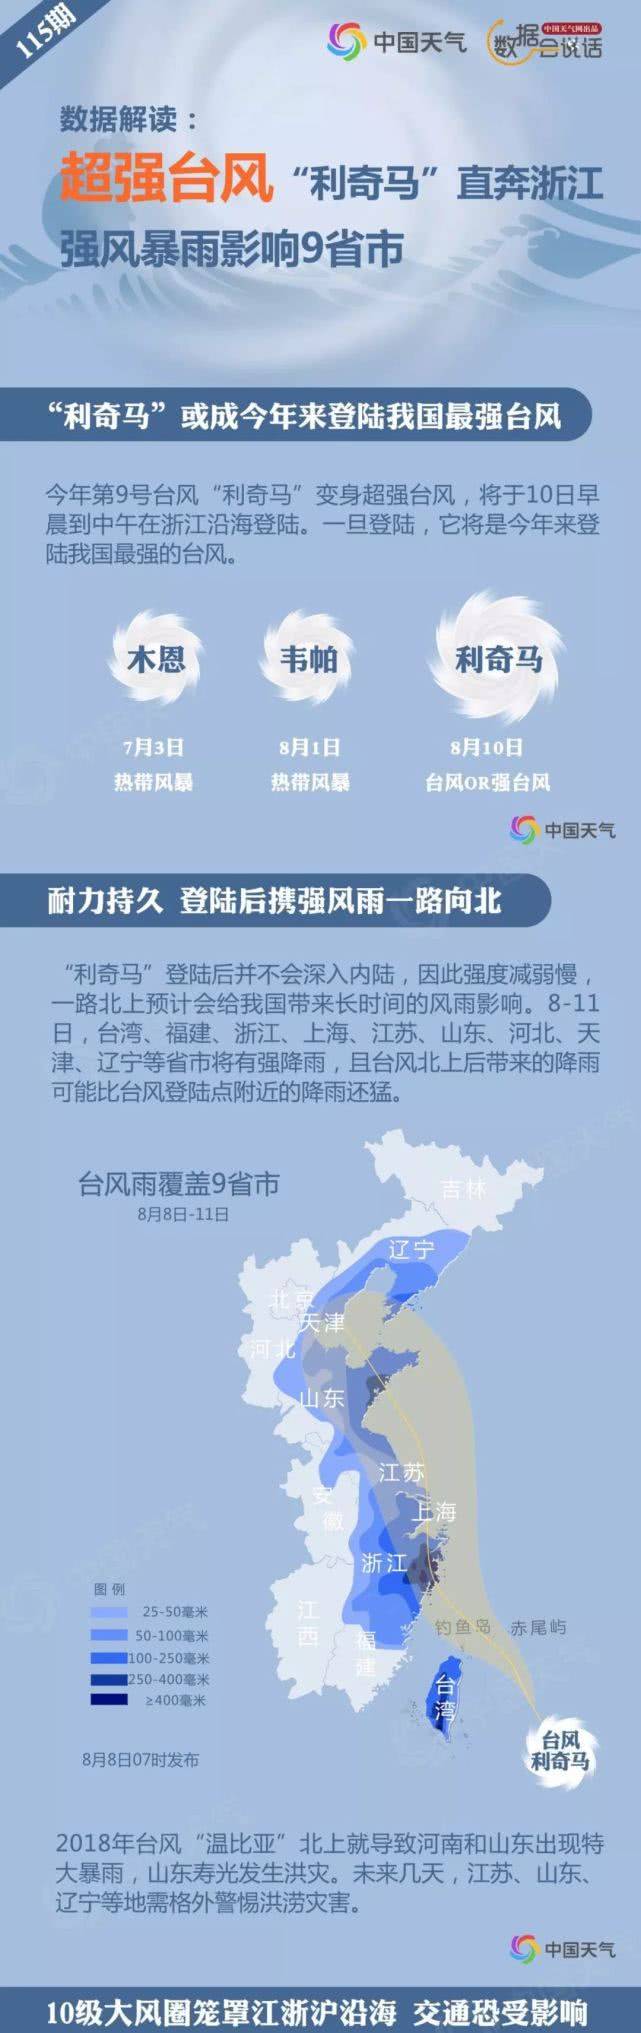 115期
中国天气
中国天气网出品
数据会说话
数据解读：
超强台风“利奇马”直奔浙江
强风暴雨影响9省市
“利奇马”或成今年来登陆我国最强台风
今年第9号台风“利奇马”变身超强台风，将于10日早
晨到中午在浙江沿海登陆。一旦登陆，它将是今年来登
陆我国最强的台风。
木恩
韦帕
利奇马
7月3日
8月1日
8月10日
热带风暴
热带风暴
台风OR强台风
中国天气
耐力持久 登陆后携强风雨一路向北
“利奇马”登陆后并不会深入内陆，因此强度减弱慢，
一路北上预计会给我国带来长时间的风雨影响。8-11
日，台湾、福建、浙江、上海、江苏、山东、河北、天
津、辽宁等省市将有强降雨，且台风北上后带来的降雨
可能比台风登陆点附近的降雨还猛。
台风雨覆盖9省市
8月8日-11日
吉林
辽宁
北京
天津
河北
山东
江苏
安徽
上海
浙江
江西
福建
钓鱼岛
赤尾屿
台湾
台风
利奇马
图 例
25-50毫米
50-100毫米
100-250毫米
250-400毫米
≥400毫米
8月8日07时发布
2018年台风“温比亚”北上就导致河南和山东出现特
大暴雨，山东寿光发生洪灾。未来几天，江苏、山东、
辽宁等地需格外警惕洪涝灾害。
中国天气
10级大风圈笼罩江浙沪沿海 交通恐受影响